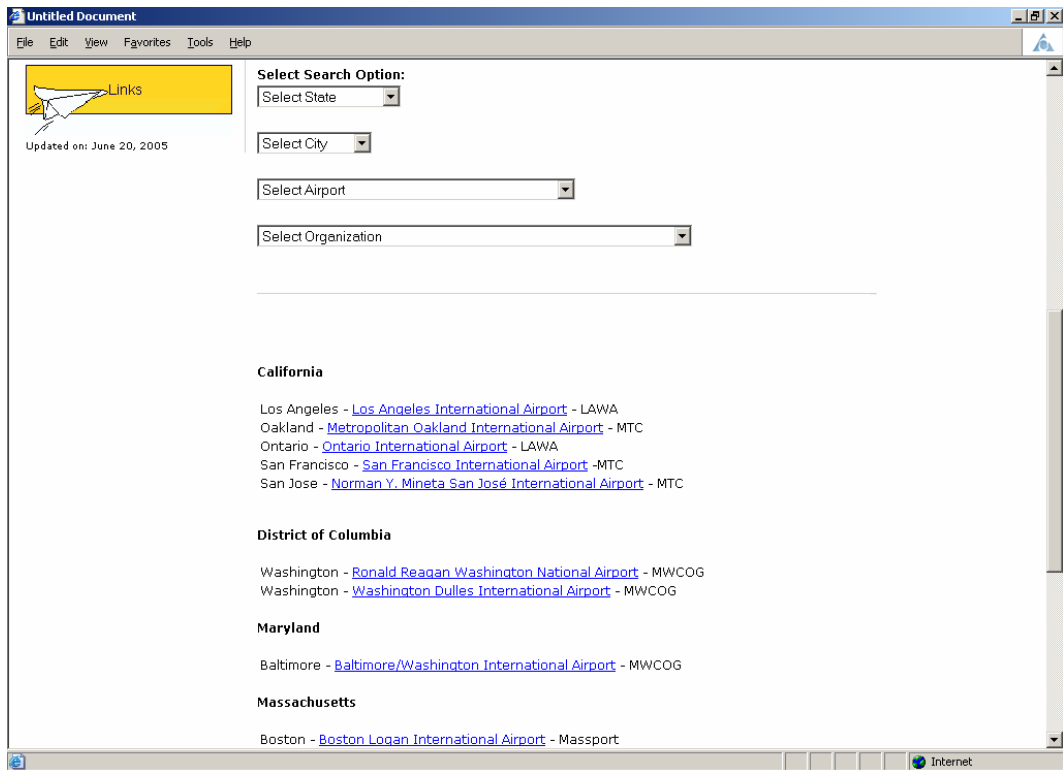 Untitled Document
File Edit View Favorites Tools Help
Links
Updated on: June 20, 2005
Select Search Option:
Select State
Select City
Select Airport
Select Organization
California
Los Angeles - Los Angeles International Airport - LAWA
Oakland - Metropolitan Oakland International Airport - MTC
Ontario - Ontario International Airport - LAWA
San Francisco - San Francisco International Airport -MTC
San Jose - Norman Y. Mineta San José International Airport - MTC
District of Columbia
Washington - Ronald Reagan Washington National Airport - MWCOG
Washington - Washington Dulles International Airport - MWCOG
Maryland
Baltimore - Baltimore/Washington International Airport - MWCOG
Massachusetts
Boston - Boston Logan International Airport - Massport
Internet